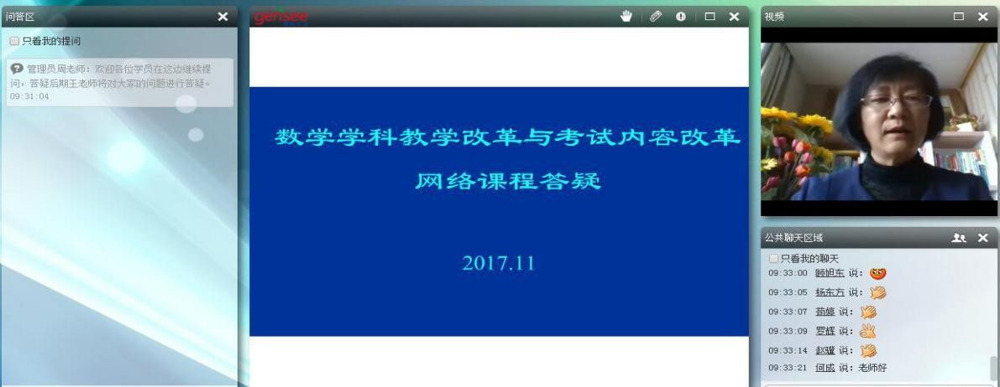 问答区
只看我的提问
管理员周老师：欢迎各位学员在这边继续提
问，答疑后期王老师将对大家的问题进行答疑。
09:31:04
gensee
数学学科教学改革与考试内容改革
网络课程答疑
2017.11
视频
公共聊天区域
只看我的聊天
09:33:00 顾旭东 说：
09:33:05 杨东方 说：
09:33:07 苟婷 说：
09:33:09 罗辉 说：
09:33:14 赵骥 说：
09:33:21 何成 说：老师好